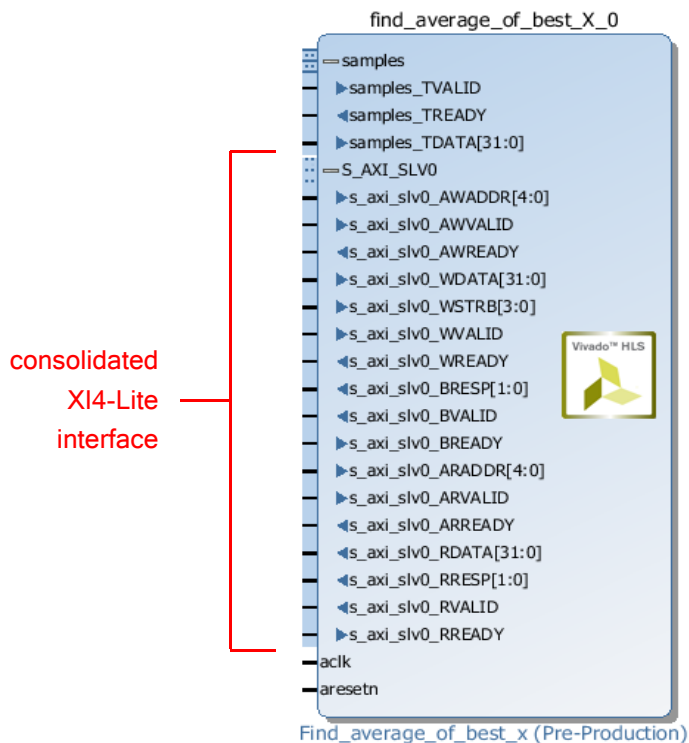 find_average_of_best_X_0
samples
samples_TVALID
samples_TREADY
samples_TDATA[31:0]
S_AXI_SLV0
s_axi_slv0_AWADDR[4:0]
s_axi_slv0_AWVALID
s_axi_slv0_AWREADY
s_axi_slv0_WDATA[31:0]
s_axi_slv0_WSTRB[3:0]
s_axi_slv0_WVALID
s_axi_slv0_WREADY
s_axi_slv0_BRESP[1:0]
s_axi_slv0_BVALID
s_axi_slv0_BREADY
s_axi_slv0_ARADDR[4:0]
s_axi_slv0_ARVALID
s_axi_slv0_ARREADY
s_axi_slv0_RDATA[31:0]
s_axi_slv0_RRESP[1:0]
s_axi_slv0_RVALID
s_axi_slv0_RREADY
aclk
aresetn
Vivado™ HLS
consolidated
XI4-Lite
interface
Find_average_of_best_x (Pre-Production)